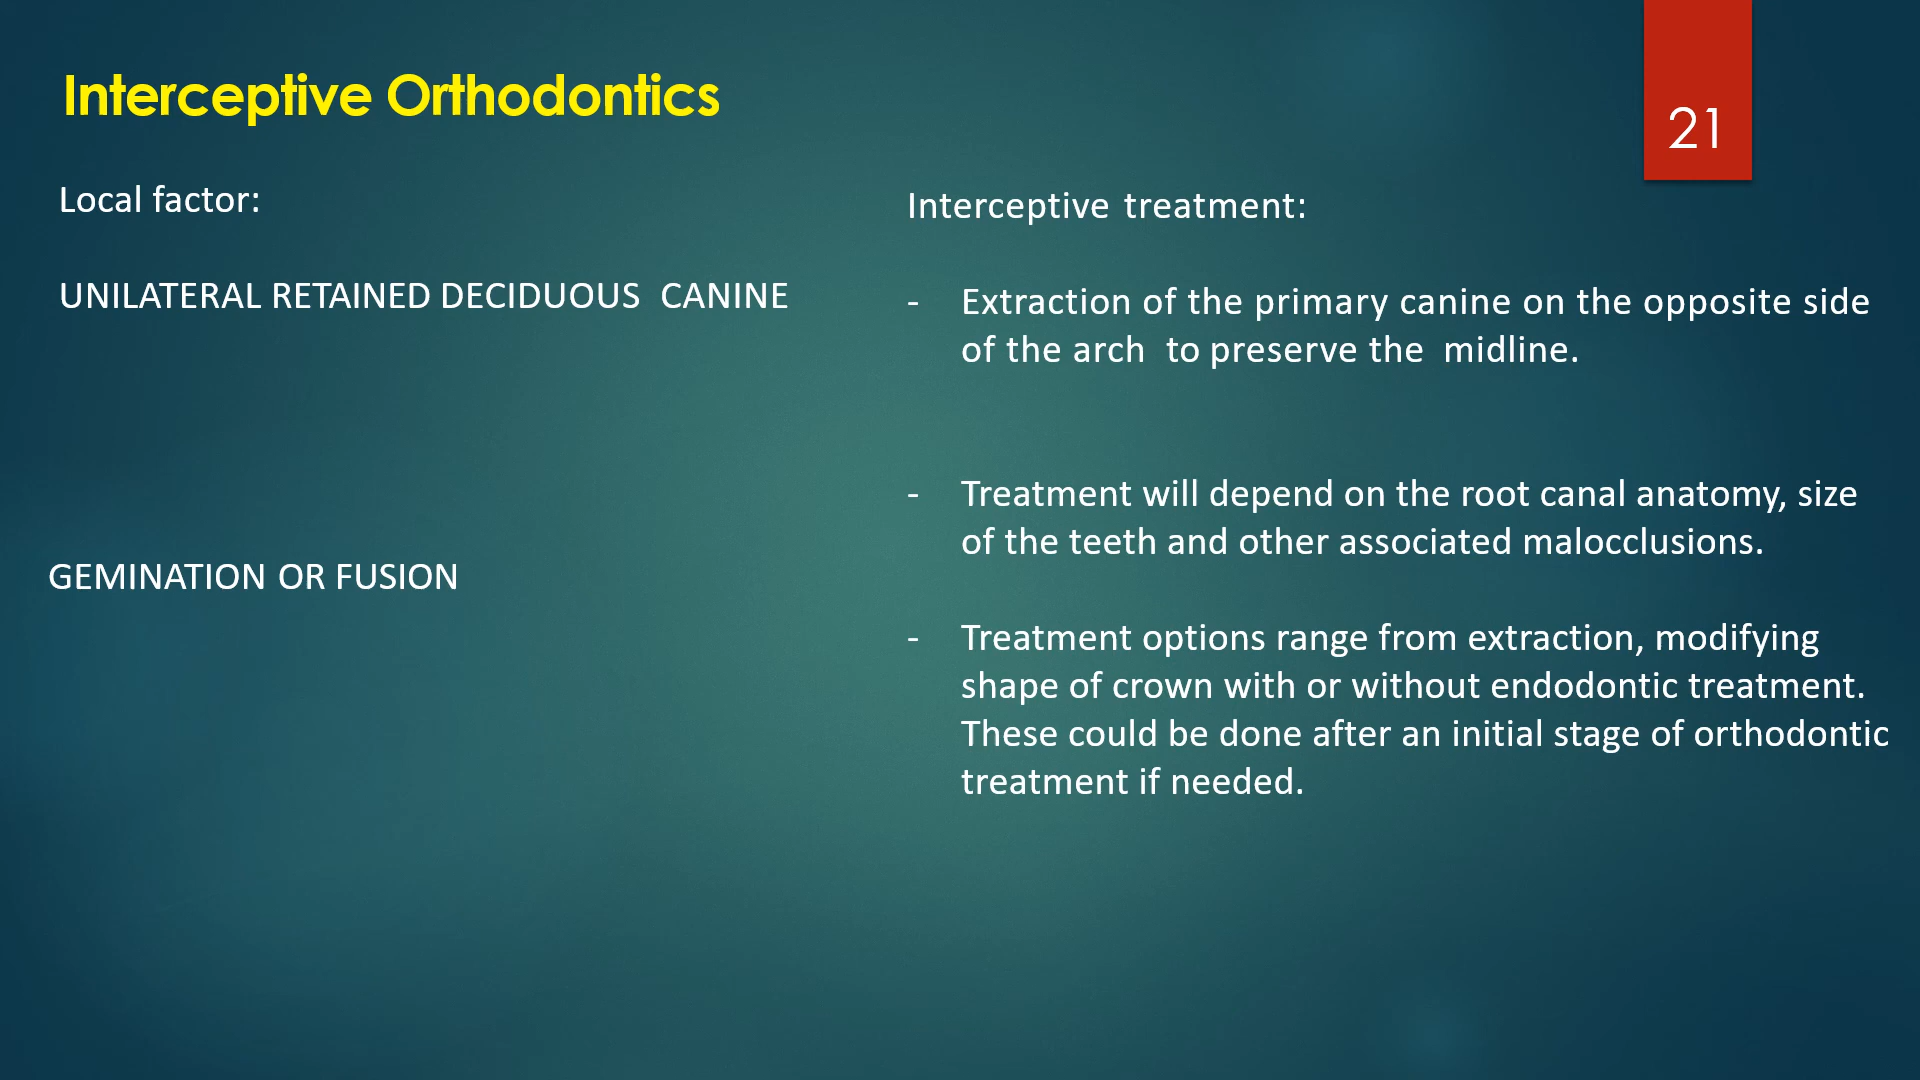 Interceptive Orthodontics
21
Local factor:
UNILATERAL RETAINED DECIDUOUS  CANINE
GEMINATION OR FUSION
Interceptive treatment:
- Extraction of the primary canine on the opposite side
of the arch  to preserve the  midline.
- Treatment will depend on the root canal anatomy, size
of the teeth and other associated malocclusions.
- Treatment options range from extraction, modifying
shape of crown with or without endodontic treatment.
These could be done after an initial stage of orthodontic
treatment if needed.